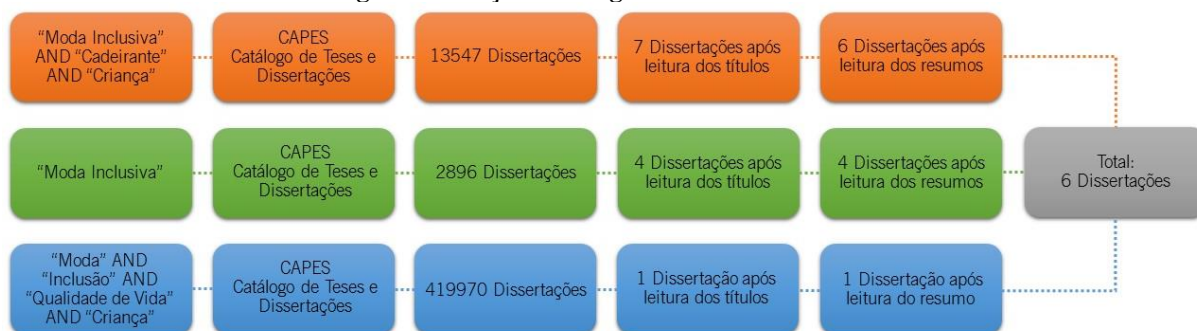 "Moda Inclusiva"
AND "Cadeirante"
AND "Criança"
CAPES
Catálogo de Teses e
Dissertações
13547 Dissertações
7 Dissertações após
leitura dos títulos
6 Dissertações após
leitura dos resumos
"Moda Inclusiva"
CAPES
Catálogo de Teses e
Dissertações
2896 Dissertações
4 Dissertações após
leitura dos títulos
4 Dissertações após
leitura dos resumos
Total:
6 Dissertações
"Moda" AND
"Inclusão" AND
"Qualidade de Vida"
AND "Criança"
CAPES
Catálogo de Teses e
Dissertações
419970 Dissertações
1 Dissertação após
leitura dos títulos
1 Dissertação após
leitura do resumo